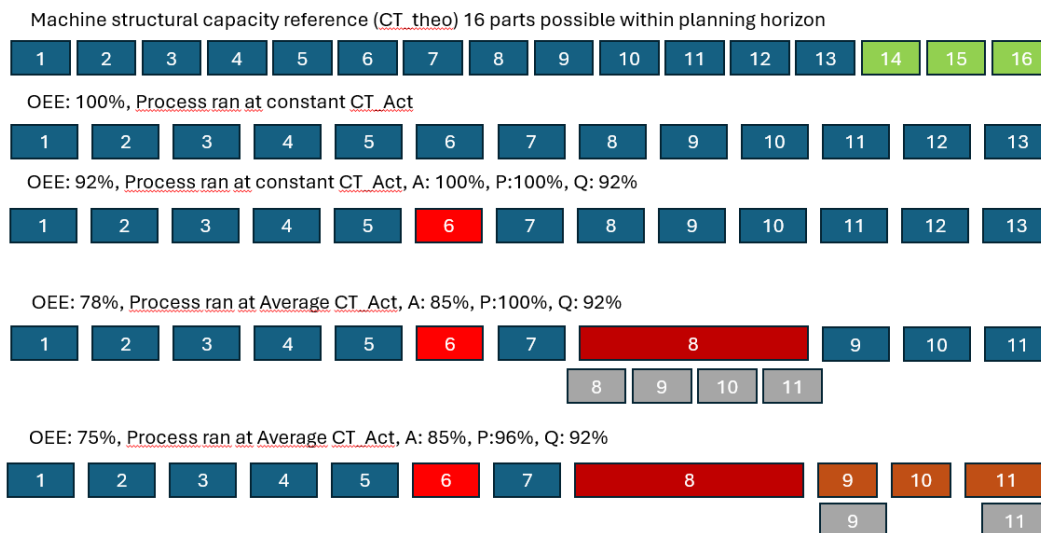 Machine structural capacity reference (CT_theo) 16 parts possible within planning horizon
1 2 3 4 5 6 7 8 9 10 11 12 13 14 15 16
OEE: 100%, Process ran at constant CT_Act
1 2 3 4 5 6 7 8 9 10 11 12 13
OEE: 92%, Process ran at constant CT_Act, A: 100%, P:100%, Q: 92%
1 2 3 4 5 6 7 8 9 10 11 12 13
OEE: 78%, Process ran at Average CT_Act, A: 85%, P:100%, Q: 92%
1 2 3 4 5 6 7 8 9 10 11
8 9 10 11
OEE: 75%, Process ran at Average CT_Act, A: 85%, P:96%, Q: 92%
1 2 3 4 5 6 7 8 9 10 11
9 11